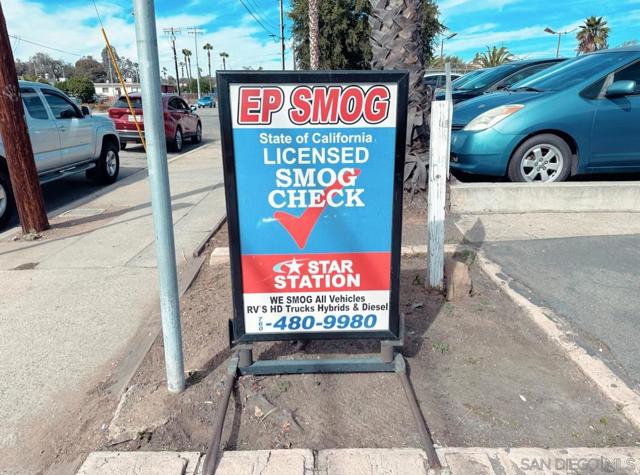 EP SMOG
State of California
LICENSED
SMOG
CHECK
STAR
STATION
WE SMOG All Vehicles
RV'S HD Trucks Hybrids & Diesel
760-480-9980
SAN DIEGO MLS